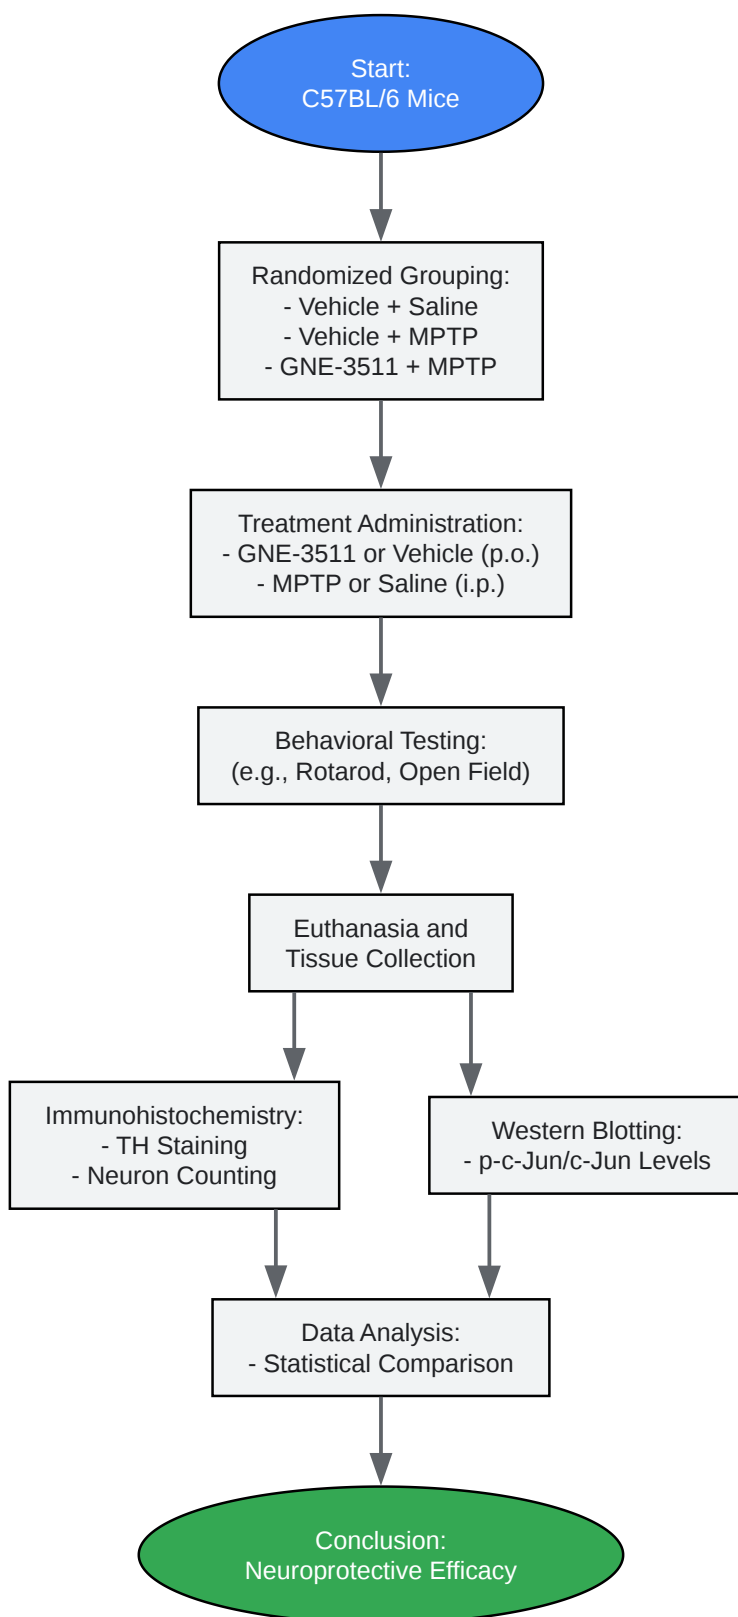 Start:
C57BL/6 Mice
Randomized Grouping:
- Vehicle + Saline
- Vehicle + MPTP
- GNE-3511 + MPTP
Treatment Administration:
- GNE-3511 or Vehicle (p.o.)
- MPTP or Saline (i.p.)
Behavioral Testing:
(e.g., Rotarod, Open Field)
Euthanasia and
Tissue Collection
Immunohistochemistry:
- TH Staining
- Neuron Counting
Western Blotting:
- p-c-Jun/c-Jun Levels
Data Analysis:
- Statistical Comparison
Conclusion:
Neuroprotective Efficacy